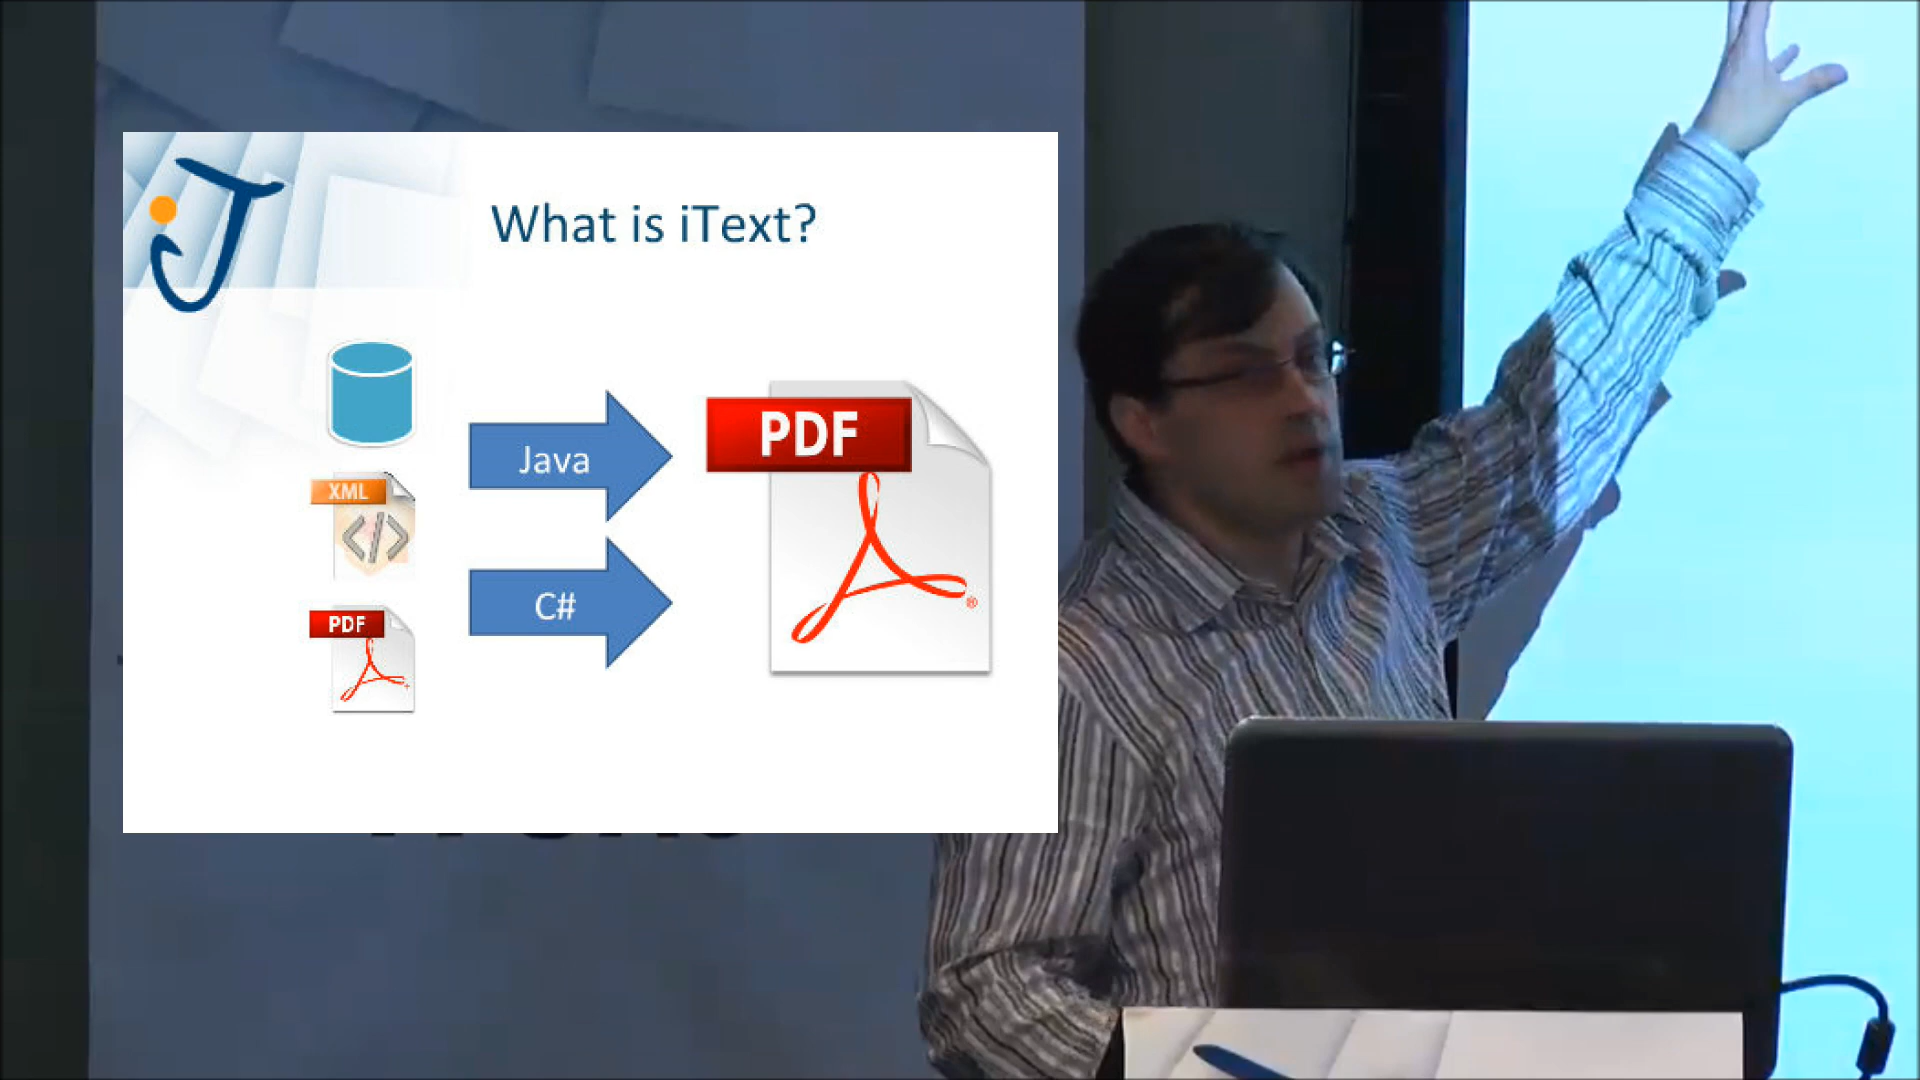 What is iText?
XML
</>
PDF
Java
C#
PDF
®